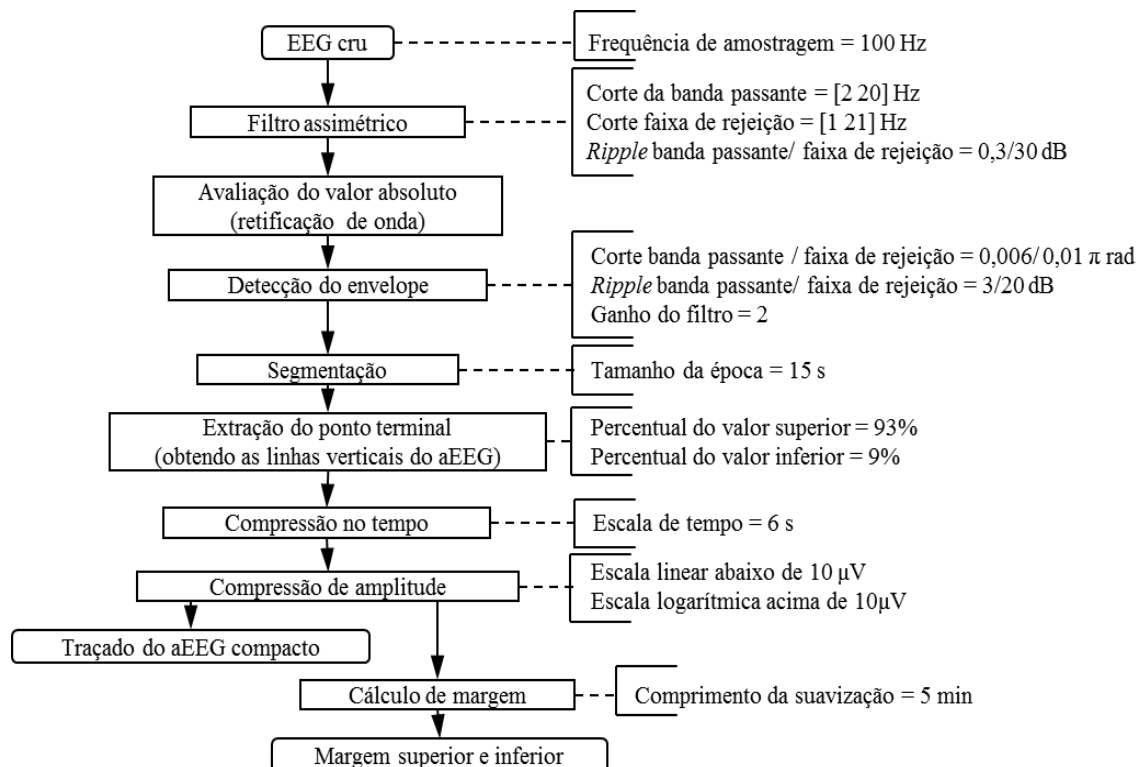 EEG cru
Frequência de amostragem = 100 Hz
Filtro assimétrico
Corte da banda passante = [2 20] Hz
Corte faixa de rejeição = [1 21] Hz
Ripple banda passante/ faixa de rejeição = 0,3/30 dB
Avaliação do valor absoluto
(retificação de onda)
Detecção do envelope
Corte banda passante / faixa de rejeição = 0,006/ 0,01 π rad
Ripple banda passante/ faixa de rejeição = 3/20 dB
Ganho do filtro = 2
Segmentação
Tamanho da época = 15 s
Extração do ponto terminal
(obtendo as linhas verticais do aEEG)
Percentual do valor superior = 93%
Percentual do valor inferior = 9%
Compressão no tempo
Escala de tempo = 6 s
Compressão de amplitude
Escala linear abaixo de 10 µV
Escala logarítmica acima de 10µV
Traçado do aEEG compacto
Cálculo de margem
Comprimento da suavização = 5 min
Margem superior e inferior